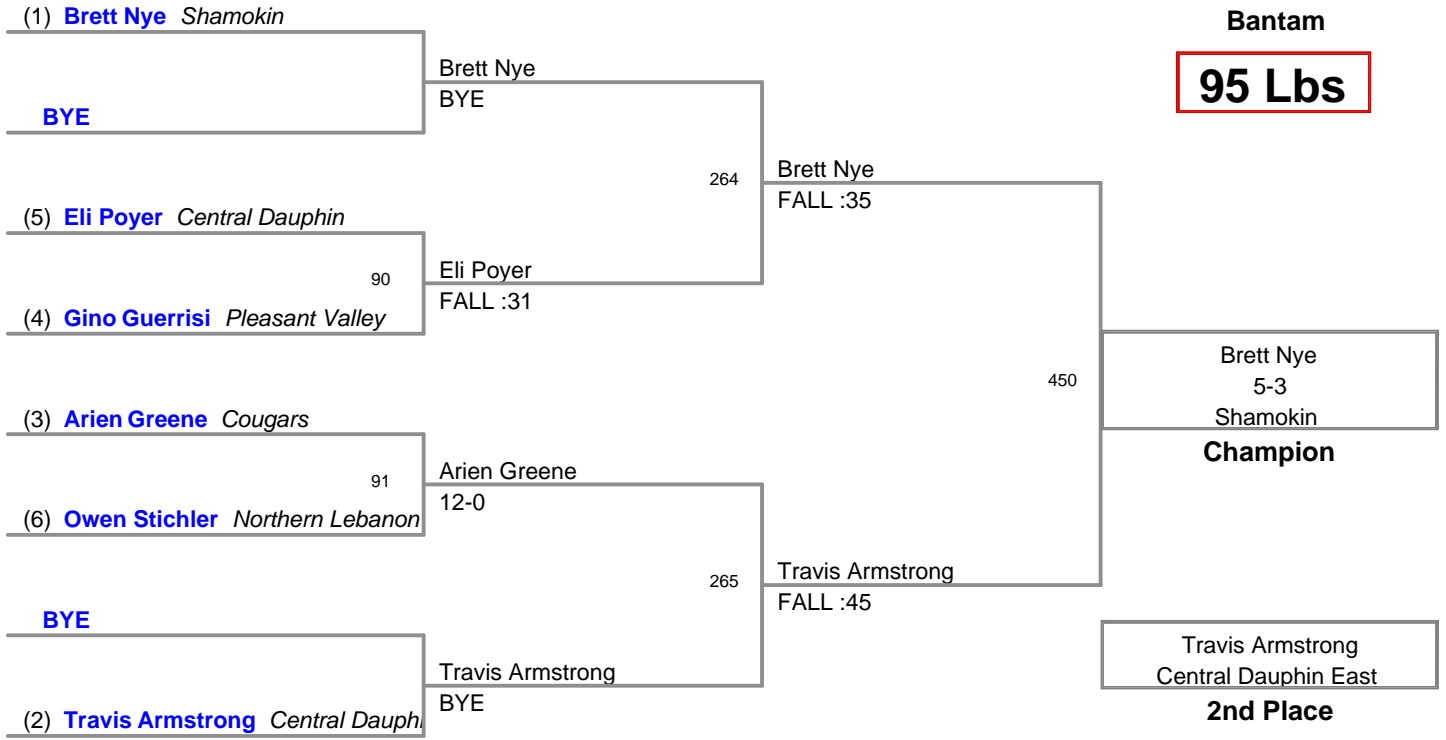 (1) Brett Nye Shamokin
Bantam
95 Lbs
Brett Nye
BYE
BYE
264
Brett Nye
FALL :35
(5) Eli Poyer Central Dauphin
90
Eli Poyer
FALL :31
(4) Gino Guerrisi Pleasant Valley
450
Brett Nye
5-3
Shamokin
Champion
(3) Arien Greene Cougars
91
Arien Greene
12-0
(6) Owen Stichler Northern Lebanon
265
Travis Armstrong
FALL :45
BYE
Travis Armstrong
BYE
(2) Travis Armstrong Central Dauphi
Travis Armstrong
Central Dauphin East
2nd Place